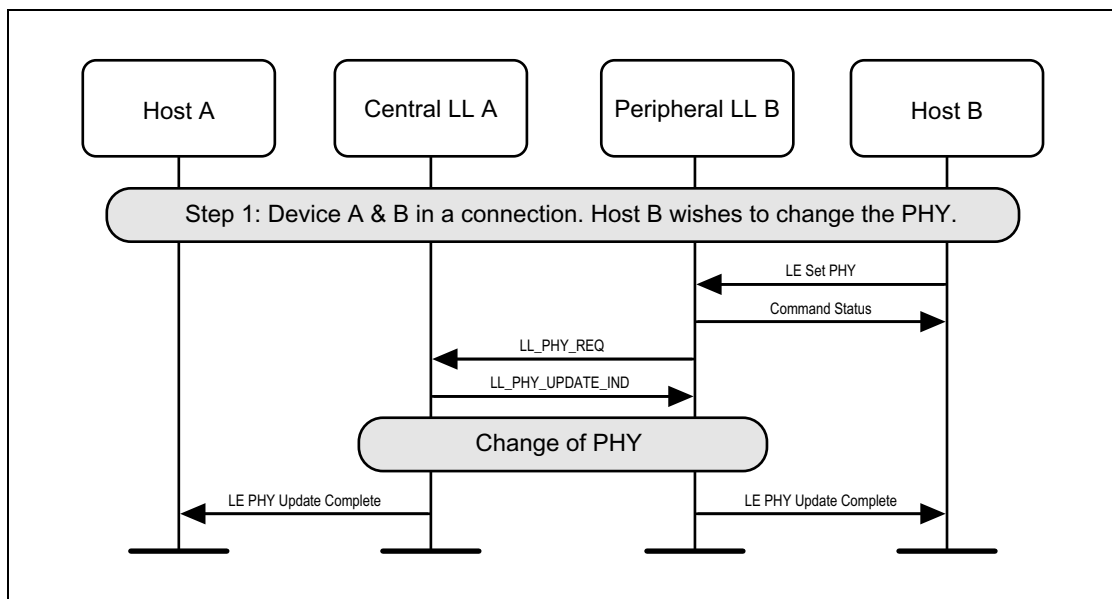 Host A
Central LL A
Peripheral LL B
Host B
Step 1: Device A & B in a connection. Host B wishes to change the PHY.
LE Set PHY
Command Status
LL_PHY_REQ
LL_PHY_UPDATE_IND
Change of PHY
LE PHY Update Complete
LE PHY Update Complete